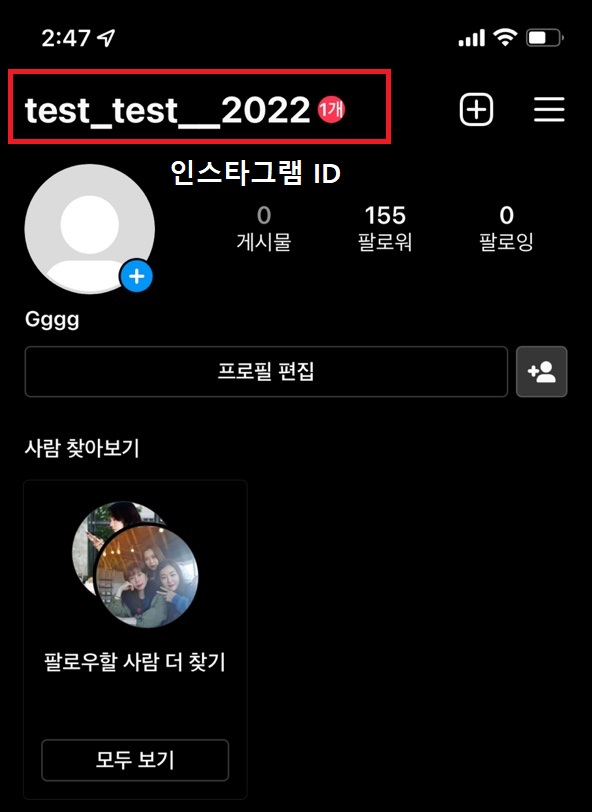 2:47
test_test__2022 1개
인스타그램 ID
0 155 0
게시물 팔로워 팔로잉
Gggg
프로필 편집
사람 찾아보기
팔로우할 사람 더 찾기
모두 보기